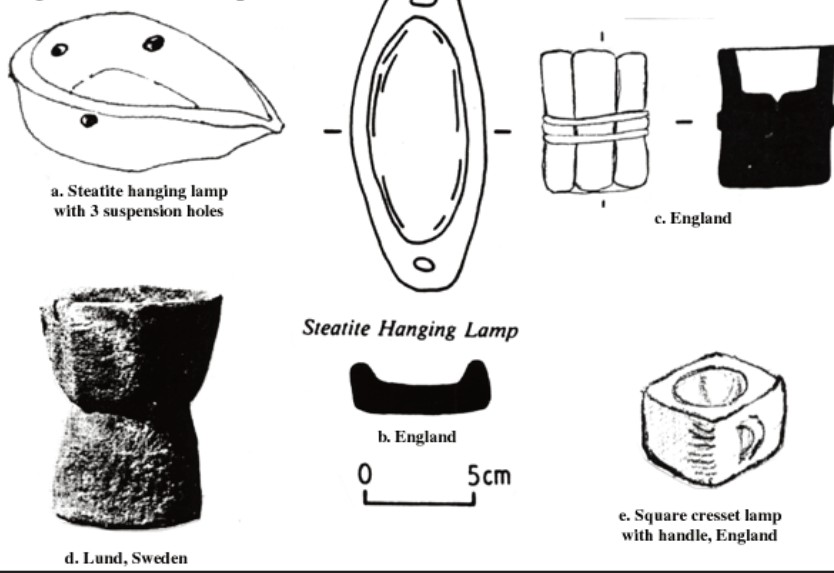 a. Steatite hanging lamp
with 3 suspension holes
c. England
Steatite Hanging Lamp
b. England
0 5cm
e. Square cresset lamp
with handle, England
d. Lund, Sweden